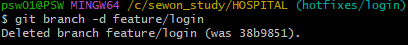 psw01@PSW MINGW64 /c/sewon_study/HOSPITAL (hotfixes/login)
$ git branch -d feature/login
Deleted branch feature/login (was 38b9851).